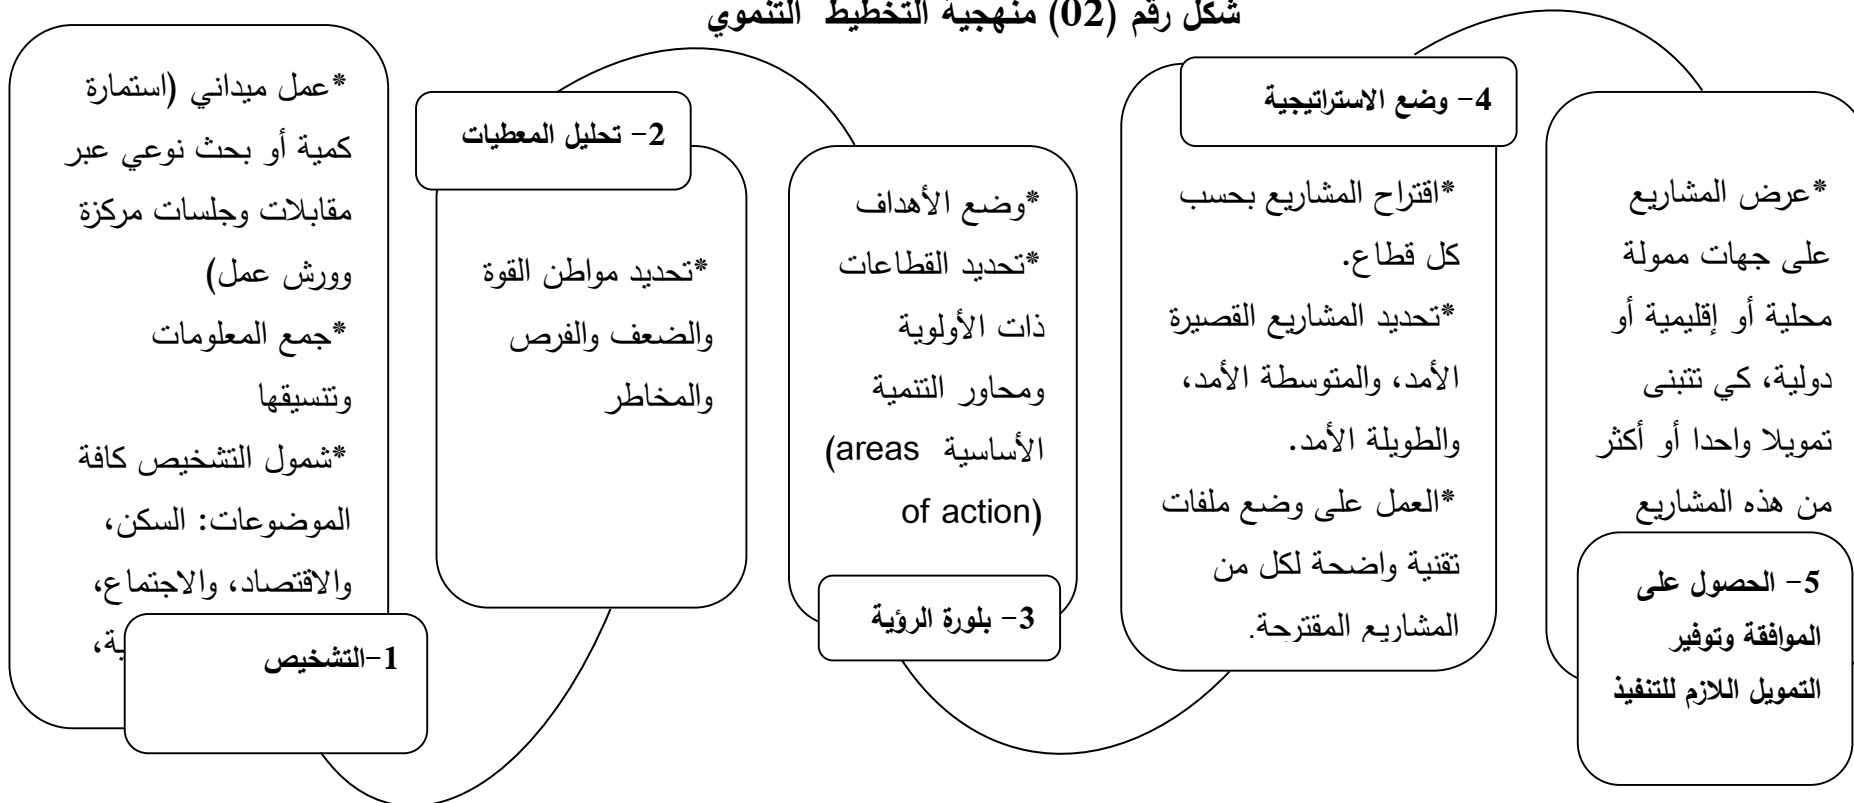 شكل رقم (02) منهجية التخطيط التنموي
*عمل ميداني (استمارة
كمية أو بحث نوعي عبر
مقابلات وجلسات مركزة
وورش عمل)
*جمع المعلومات
وتنسيقها
*شمول التشخيص كافة
الموضوعات: السكن،
والاقتصاد، والاجتماع،
1-التشخيص
2- تحليل المعطيات
*تحديد مواطن القوة
والضعف والفرص
والمخاطر
*وضع الأهداف
*تحديد القطاعات
ذات الأولوية
ومحاور التنمية
الأساسية (areas
of action)
3- بلورة الرؤية
4- وضع الاستراتيجية
*اقتراح المشاريع بحسب
كل قطاع.
*تحديد المشاريع القصيرة
الأمد، والمتوسطة الأمد،
والطويلة الأمد.
*العمل على وضع ملفات
تقنية واضحة لكل من
المشاريع المقترحة.
*عرض المشاريع
على جهات ممولة
محلية أو إقليمية أو
دولية، كي تتبنى
تمويلا واحدا أو أكثر
من هذه المشاريع
5- الحصول على
الموافقة وتوفير
التمويل اللازم للتنفيذ